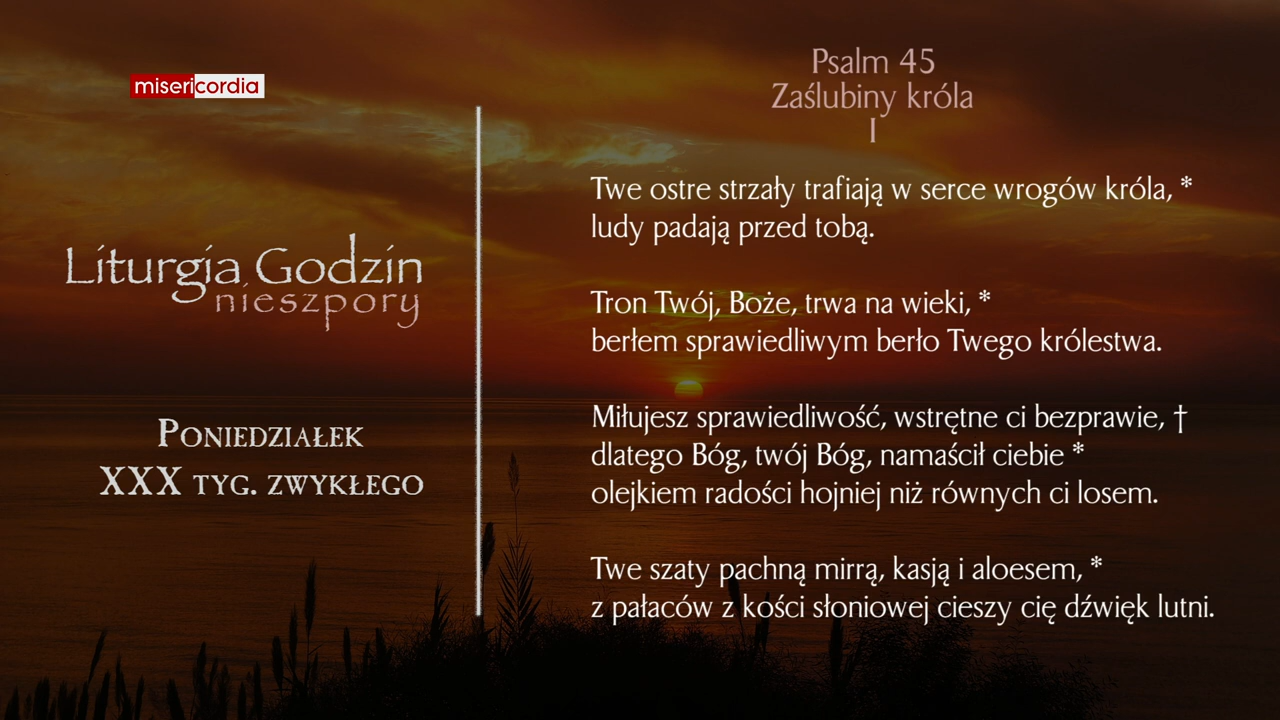 misericordia
Liturgia Godzin
nieszpory
Poniedziałek
XXX tyg. zwykłego
Psalm 45
Zaślubiny króla
I
Twe ostre strzały trafiają w serce wrogów króla, *
ludy padają przed tobą.
Tron Twój, Boże, trwa na wieki, *
berłem sprawiedliwym berło Twego królestwa.
Miłujesz sprawiedliwość, wstrętne ci bezprawie, †
dlatego Bóg, twój Bóg, namaścił ciebie *
olejkiem radości hojniej niż równych ci losem.
Twe szaty pachną mirrą, kasją i aloesem, *
z pałaców z kości słoniowej cieszy cię dźwięk lutni.